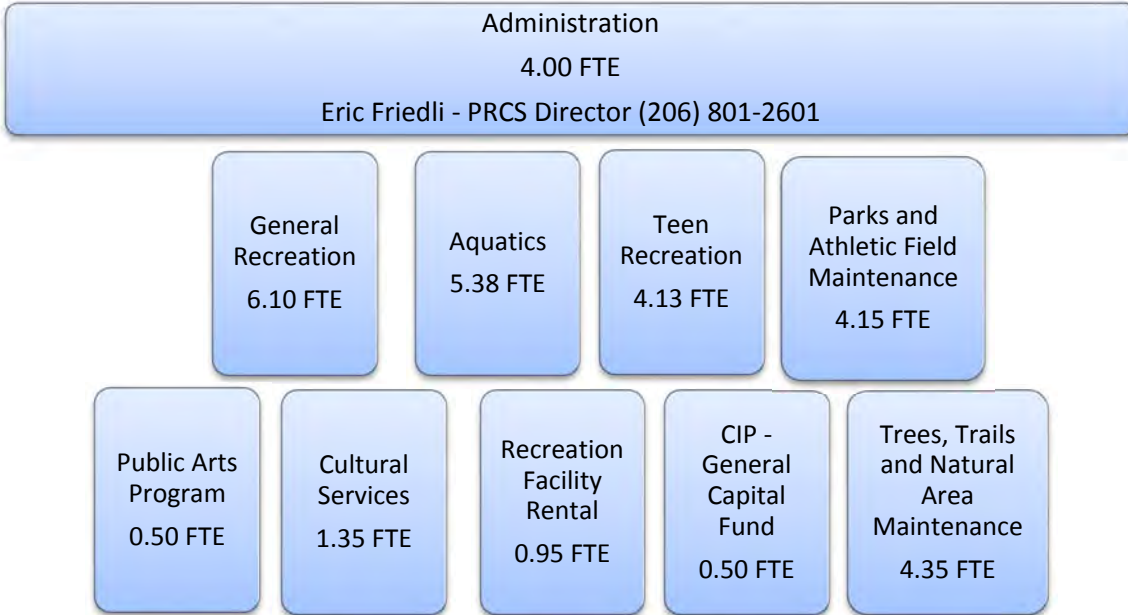 Administration
4.00 FTE
Eric Friedli - PRCS Director (206) 801-2601
General
Recreation
6.10 FTE
Aquatics
5.38 FTE
Teen
Recreation
4.13 FTE
Parks and
Athletic Field
Maintenance
4.15 FTE
Public Arts
Program
0.50 FTE
Cultural
Services
1.35 FTE
Recreation
Facility
Rental
0.95 FTE
CIP -
General
Capital
Fund
0.50 FTE
Trees, Trails
and Natural
Area
Maintenance
4.35 FTE